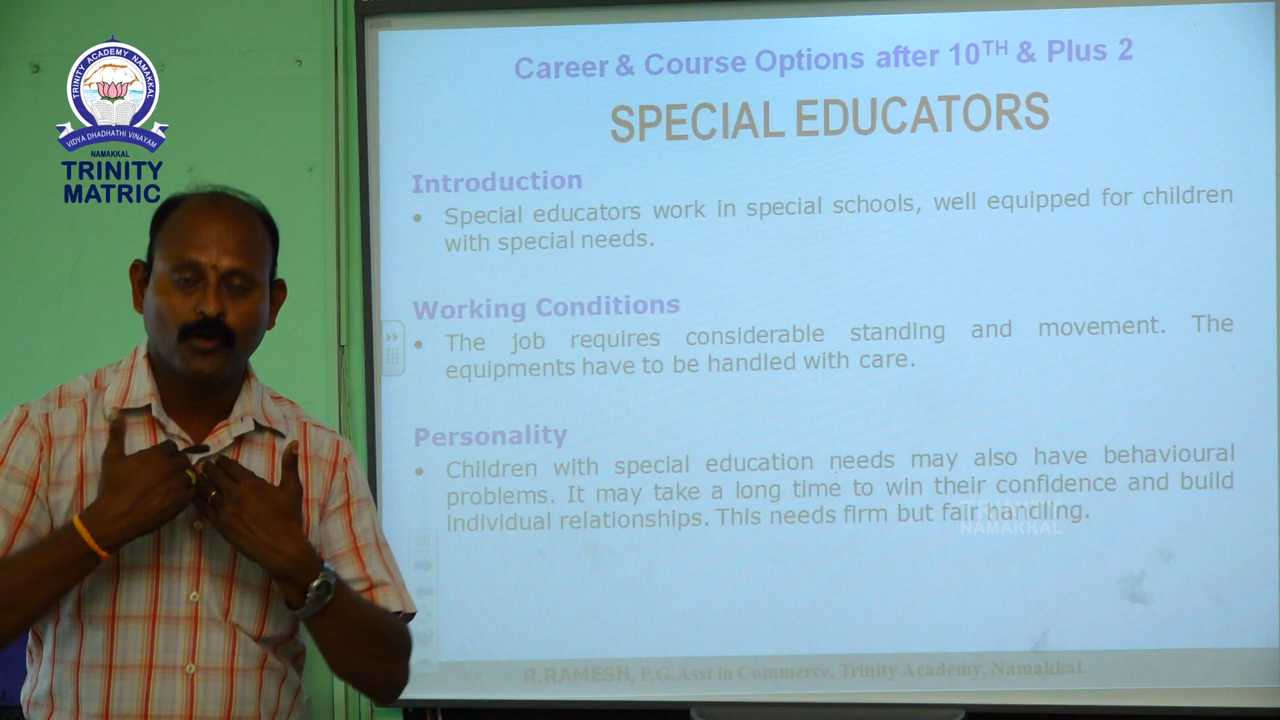 TRINITY ACADEMY NAMAKKAL
VIDYA DHADHATHI VINAYAM
NAMAKKAL
TRINITY
MATRIC
Career & Course Options after 10TH & Plus 2
SPECIAL EDUCATORS
Introduction
• Special educators work in special schools, well equipped for children
with special needs.
Working Conditions
• The job requires considerable standing and movement. The
equipments have to be handled with care.
Personality
• Children with special education needs may also have behavioural
problems. It may take a long time to win their confidence and build
individual relationships. This needs firm but fair handling.
TRINITY
NAMAKKAL
R.RAMESH, P.G.Asst in Commerce, Trinity Academy, Namakkal.